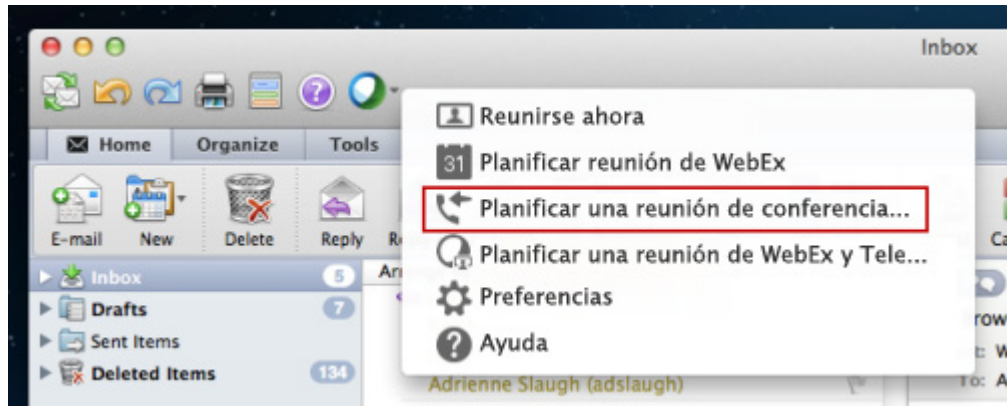 Inbox
Reunirse ahora
Home Organize Tools
31 Planificar reunión de WebEx
Planificar una reunión de conferencia...
E-mail New Delete Reply
Planificar una reunión de WebEx y Tele...
Inbox 5
Drafts 7
Preferencias
Sent Items
Ayuda
Deleted Items 134
Adrienne Slaugh (adslaugh)
To: A